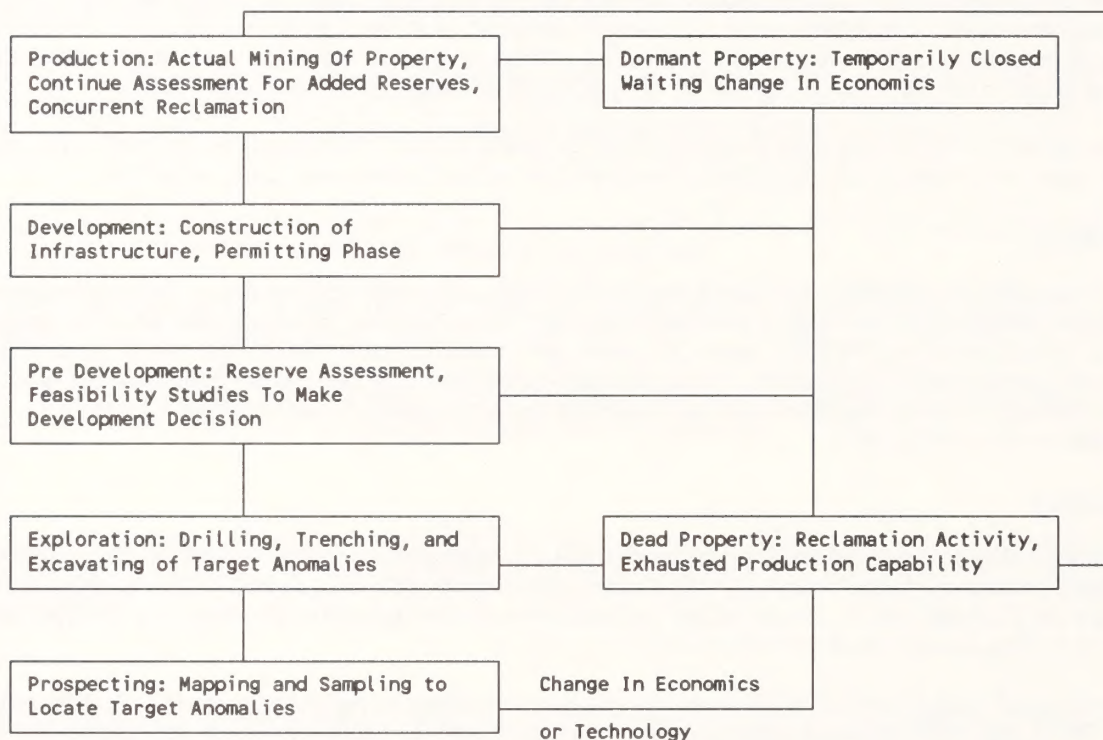 Production: Actual Mining Of Property,
Continue Assessment For Added Reserves,
Concurrent Reclamation
Dormant Property: Temporarily Closed
Waiting Change In Economics
Development: Construction of
Infrastructure, Permitting Phase
Pre Development: Reserve Assessment,
Feasibility Studies To Make
Development Decision
Exploration: Drilling, Trenching, and
Excavating of Target Anomalies
Dead Property: Reclamation Activity,
Exhausted Production Capability
Prospecting: Mapping and Sampling to
Locate Target Anomalies
Change In Economics
or Technology